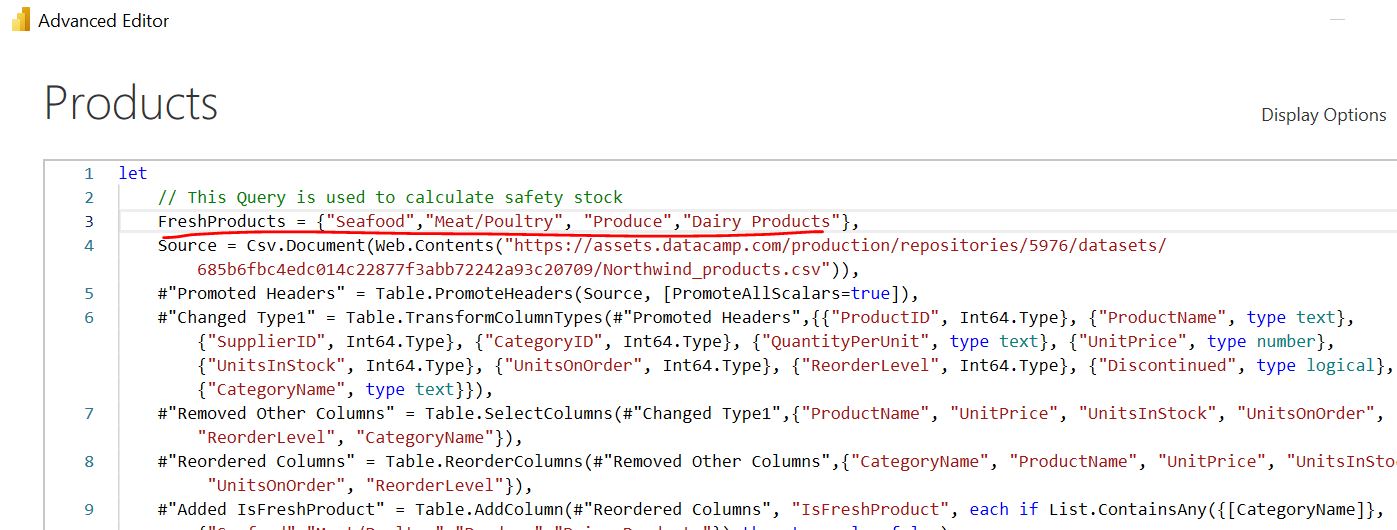 Advanced Editor
Products
Display Options
1 let
2 // This Query is used to calculate safety stock
3 FreshProducts = {"Seafood","Meat/Poultry", "Produce","Dairy Products"},
4 Source = Csv.Document(Web.Contents("https://assets.datacamp.com/production/repositories/5976/datasets/
685b6fbc4edc014c22877f3abb72242a93c20709/Northwind_products.csv")),
5 #"Promoted Headers" = Table.PromoteHeaders(Source, [PromoteAllScalars=true]),
6 #"Changed Type1" = Table.TransformColumnTypes(#"Promoted Headers",{{"ProductID", Int64.Type}, {"ProductName", type text},
{"SupplierID", Int64.Type}, {"CategoryID", Int64.Type}, {"QuantityPerUnit", type text}, {"UnitPrice", type number},
{"UnitsInStock", Int64.Type}, {"UnitsOnOrder", Int64.Type}, {"ReorderLevel", Int64.Type}, {"Discontinued", type logical},
{"CategoryName", type text}}),
7 #"Removed Other Columns" = Table.SelectColumns(#"Changed Type1",{"ProductName", "UnitPrice", "UnitsInStock", "UnitsOnOrder",
"ReorderLevel", "CategoryName"}),
8 #"Reordered Columns" = Table.ReorderColumns(#"Removed Other Columns",{"CategoryName", "ProductName", "UnitPrice",
"UnitsOnOrder", "ReorderLevel"}),
9 #"Added IsFreshProduct" = Table.AddColumn(#"Reordered Columns", "IsFreshProduct", each if List.ContainsAny({[CategoryName]},